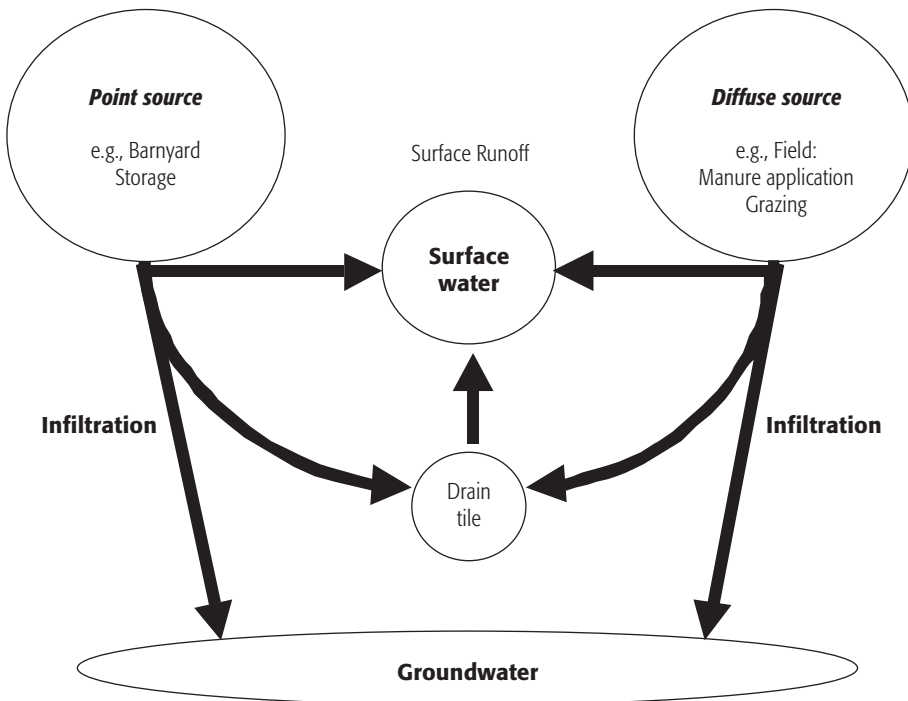 Point source
e.g., Barnyard
Storage
Diffuse source
e.g., Field:
Manure application
Grazing
Surface Runoff
Surface
water
Infiltration
Infiltration
Drain
tile
Groundwater